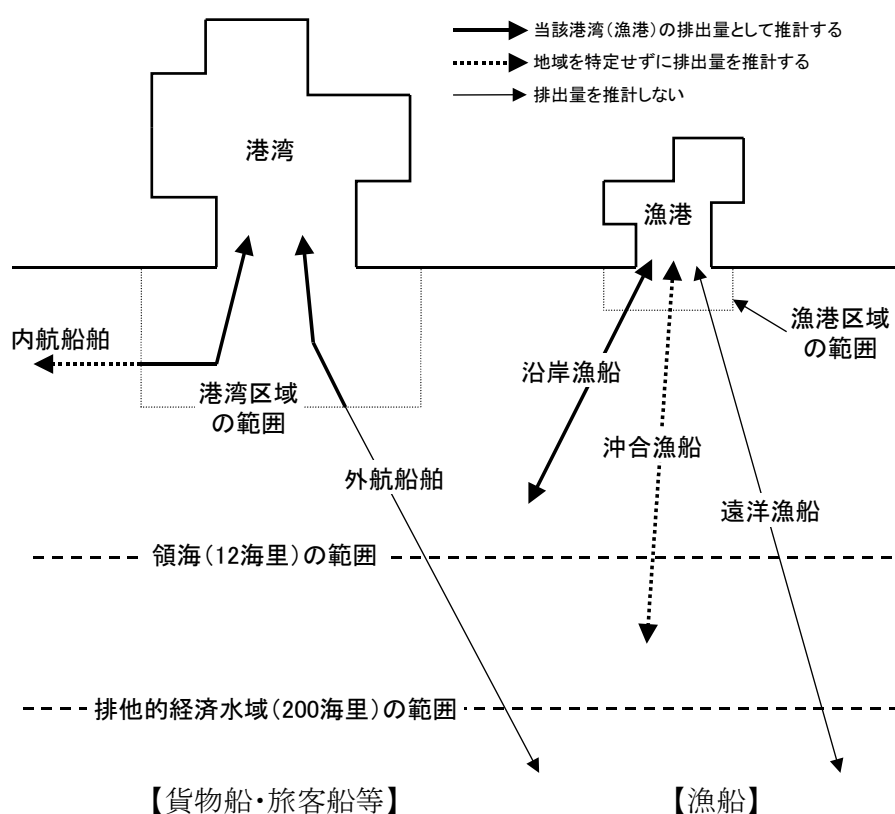 当該港湾(漁港)の排出量として推計する
地域を特定せずに排出量を推計する
排出量を推計しない
港湾
漁港
内航船舶
港湾区域
の範囲
外航船舶
沿岸漁船
沖合漁船
遠洋漁船
漁港区域
の範囲
領海(12海里)の範囲
排他的経済水域(200海里)の範囲
【貨物船・旅客船等】
【漁船】